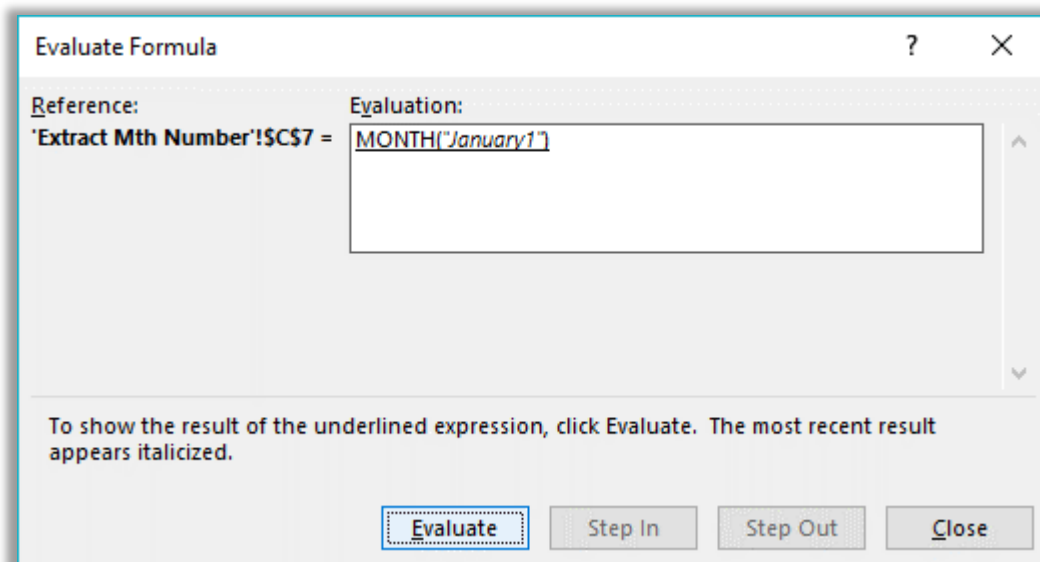 Evaluate Formula
?
Reference:
Evaluation:
'Extract Mth Number'!$C$7 =
MONTH("January1")
To show the result of the underlined expression, click Evaluate.  The most recent result
appears italicized.
Evaluate
Step In
Step Out
Close